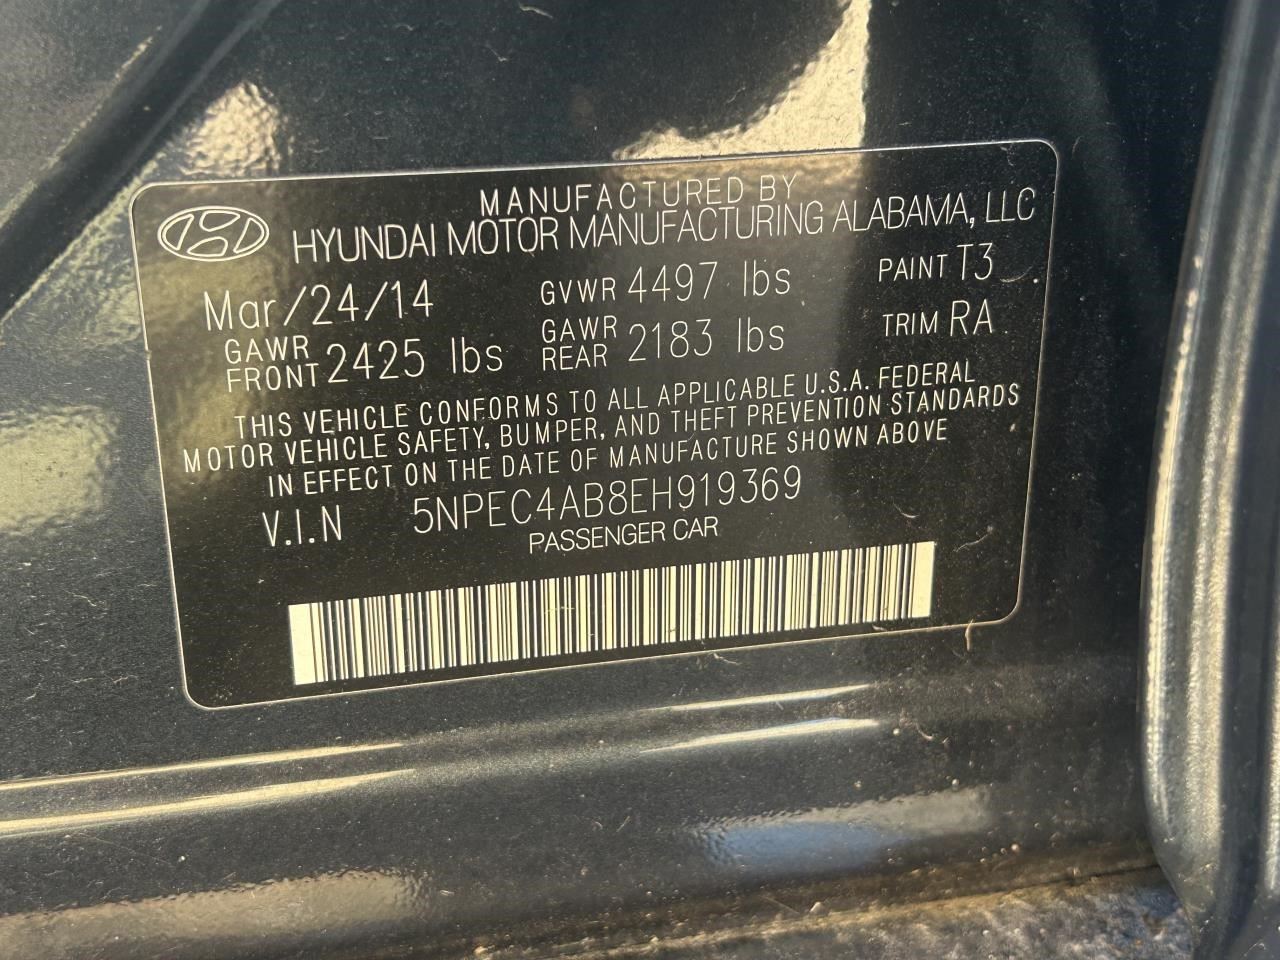 MANUFACTURED BY
HYUNDAI MOTOR MANUFACTURING ALABAMA, LLC
Mar/24/14 GVWR 4497 lbs PAINT T3
GAWR FRONT 2425 lbs GAWR REAR 2183 lbs TRIM RA
THIS VEHICLE CONFORMS TO ALL APPLICABLE U.S.A. FEDERAL
MOTOR VEHICLE SAFETY, BUMPER, AND THEFT PREVENTION STANDARDS
IN EFFECT ON THE DATE OF MANUFACTURE SHOWN ABOVE
V.I.N 5NPEC4AB8EH919369
PASSENGER CAR